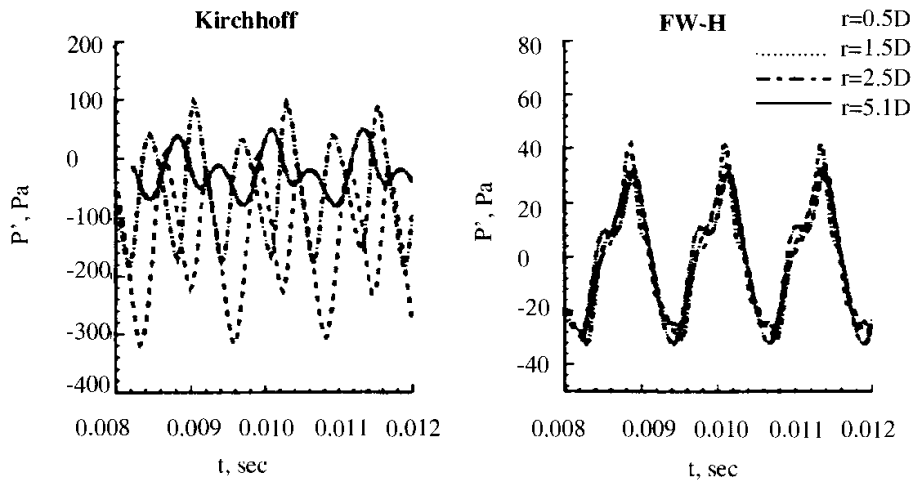 Kirchhoff
200
100
0
-100
-200
-300
-400
P', Pa
0.008 0.009 0.010 0.011 0.012
t, sec
FW-H
80
60
40
20
0
-20
-40
P', Pa
0.008 0.009 0.010 0.011 0.012
t, sec
r=0.5D
r=1.5D
r=2.5D
r=5.1D